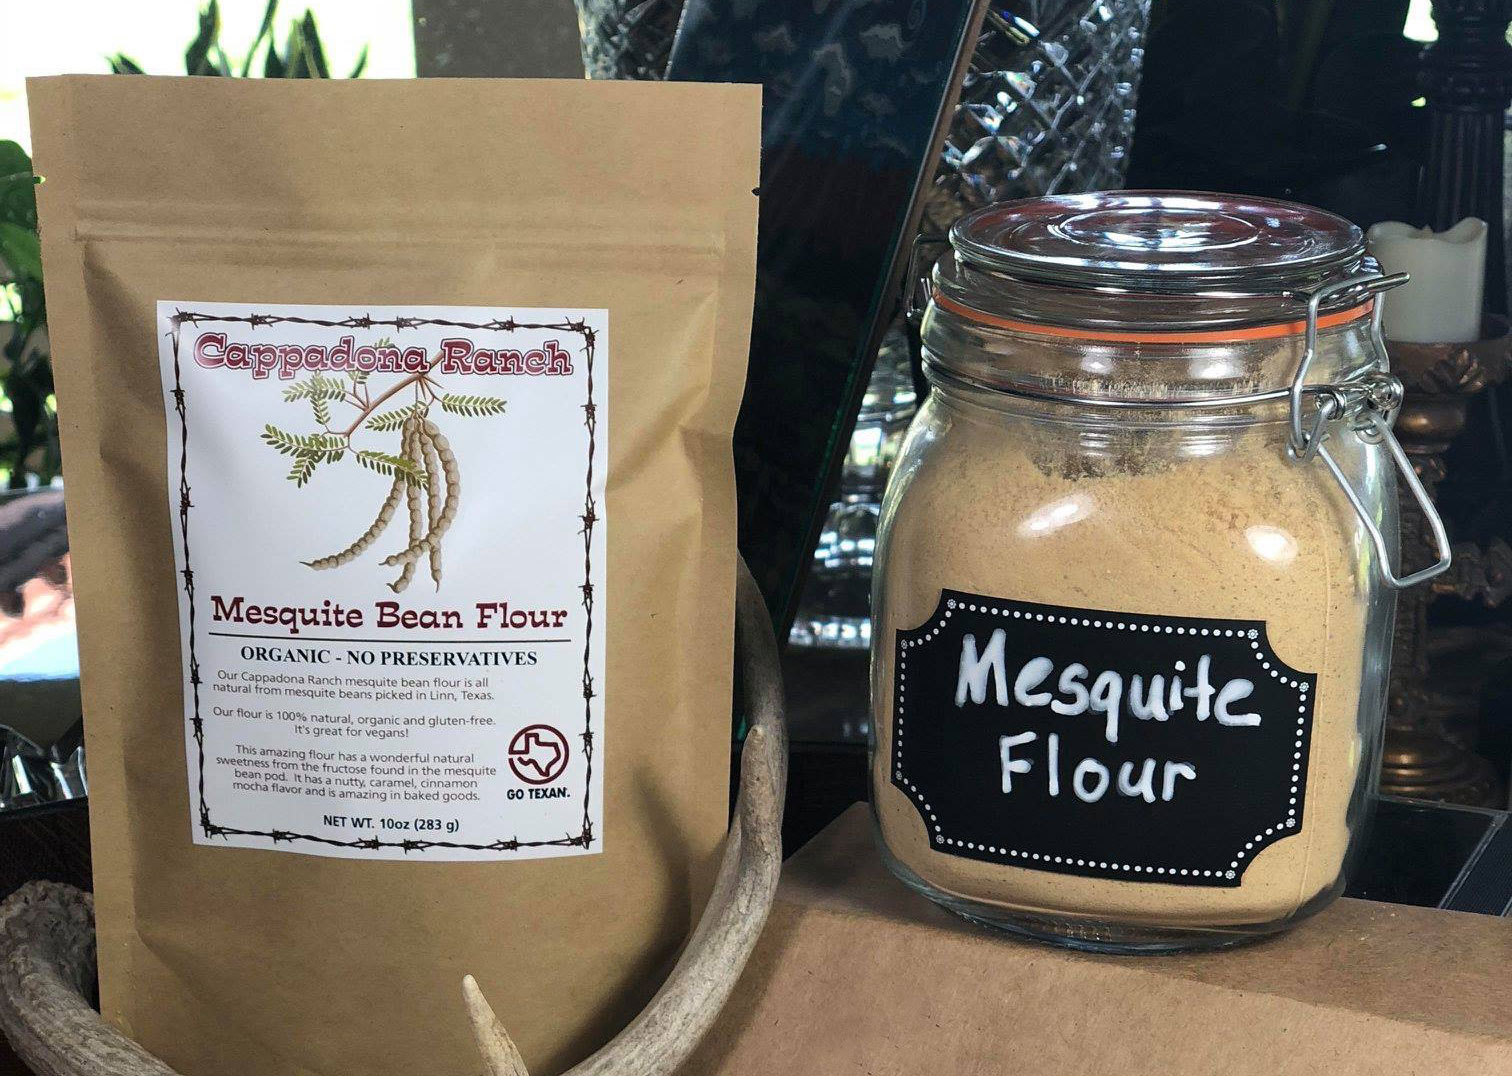 Cappadona Ranch
Mesquite Bean Flour
ORGANIC - NO PRESERVATIVES
Our Cappadona Ranch mesquite bean flour is all
natural from mesquite beans picked in Linn, Texas.
Our flour is 100% natural, organic and gluten-free.
It's great for vegans!
This amazing flour has a wonderful natural
sweetness from the fructose found in the mesquite
bean pod. It has a nutty, caramel, cinnamon
mocha flavor and is amazing in baked goods.
GO TEXAN.
NET WT. 10oz (283 g)
Mesquite
Flour